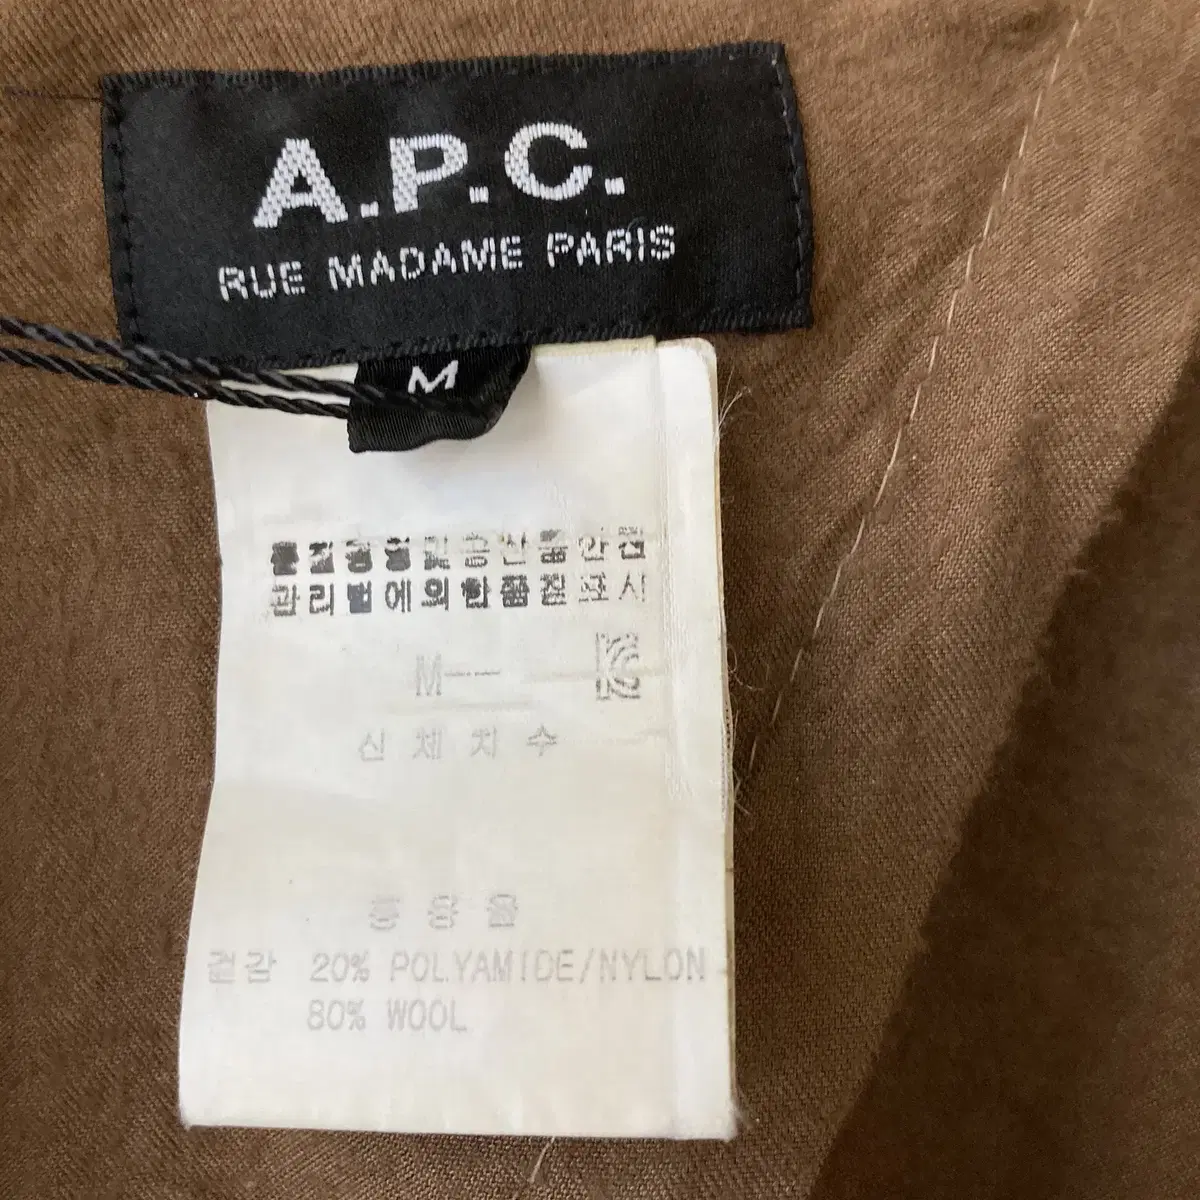 A.P.C.
RUE MADAME PARIS
M
품질경영및공산품안전
관리법에의한품질표시
M--
신체치수
혼용율
겉감 20% POLYAMIDE/NYLON
80% WOOL